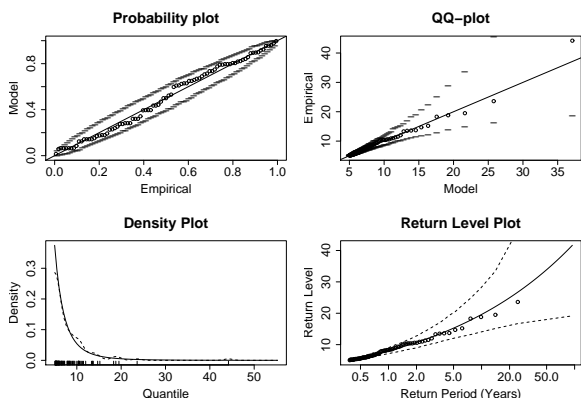 Probability plot
Model
0.0 0.4 0.8
0.0 0.2 0.4 0.6 0.8 1.0
Empirical
QQ−plot
Empirical
10 20 30 40
5 10 15 20 25 30 35
Model
Density Plot
Density
0.0 0.1 0.2 0.3
10 20 30 40 50
Quantile
Return Level Plot
Return Level
10 20 30 40
0.5 1.0 2.0 5.0 20.0 50.0
Return Period (Years)